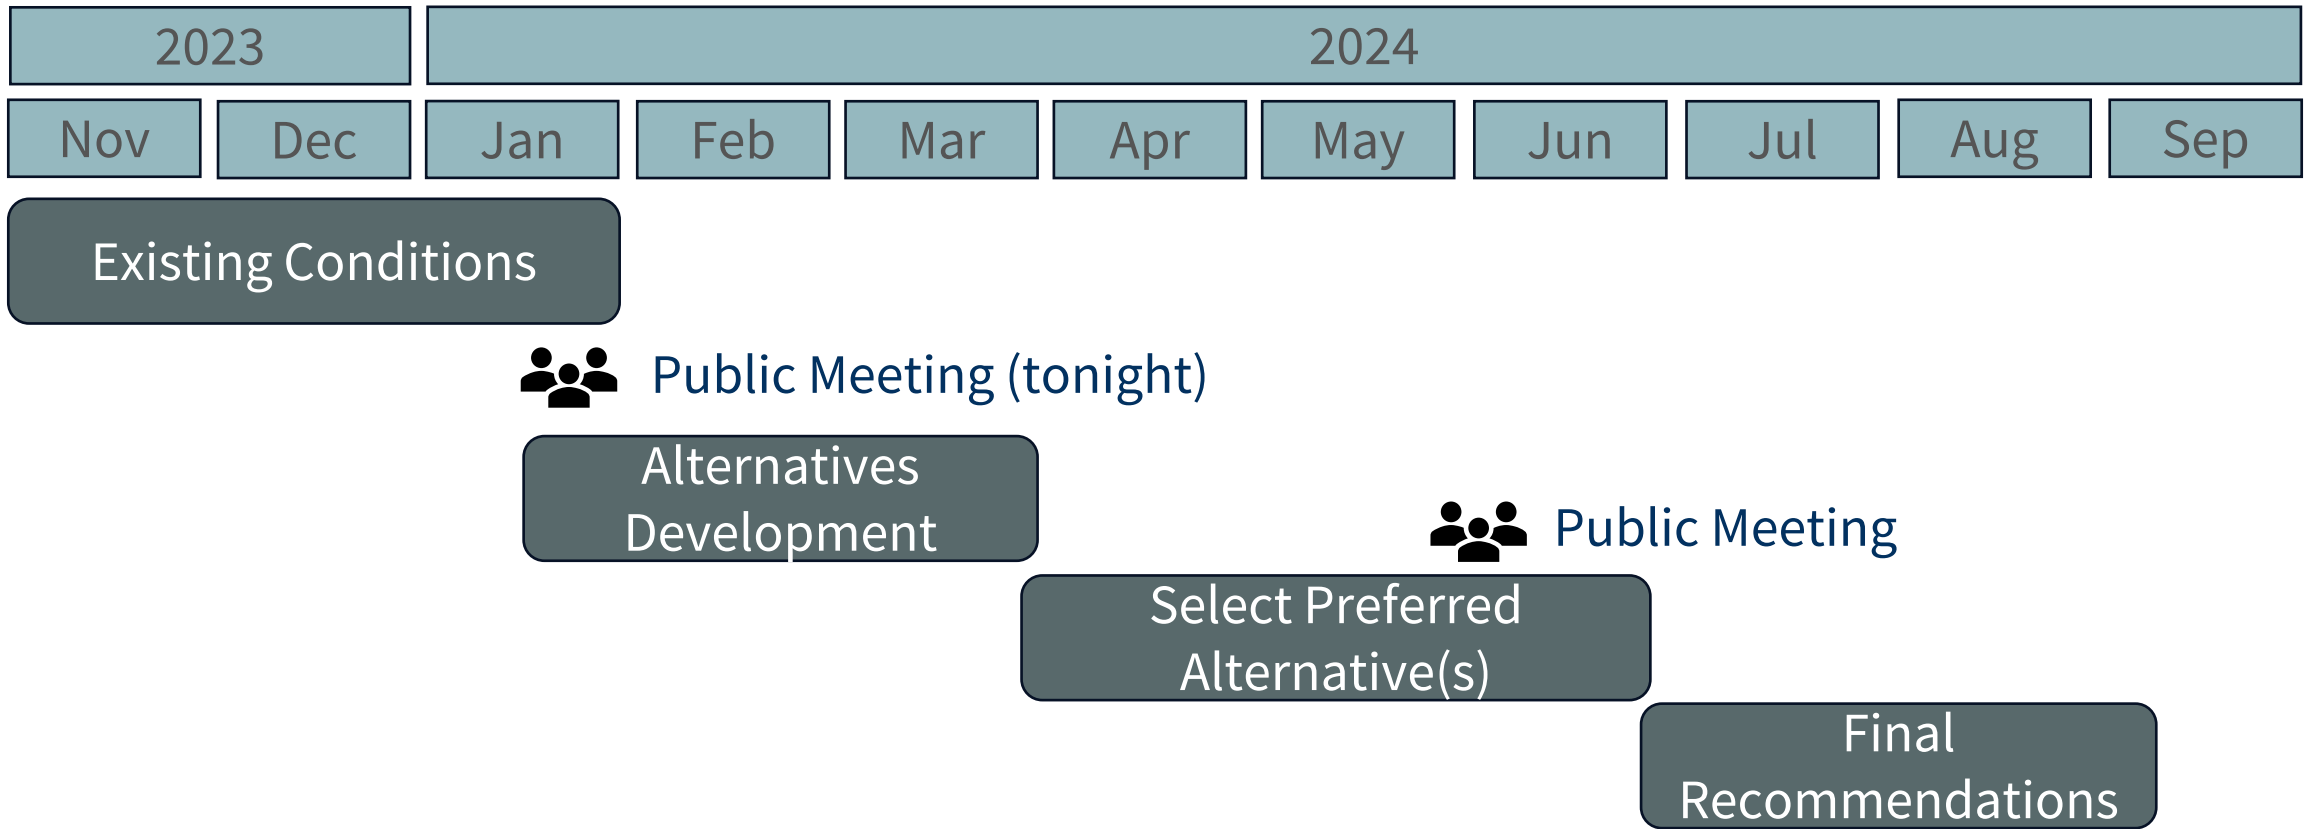 2023
2024
Nov
Dec
Jan
Feb
Mar
Apr
May
Jun
Jul
Aug
Sep
Existing Conditions
Public Meeting (tonight)
Alternatives
Development
Public Meeting
Select Preferred
Alternative(s)
Final
Recommendations